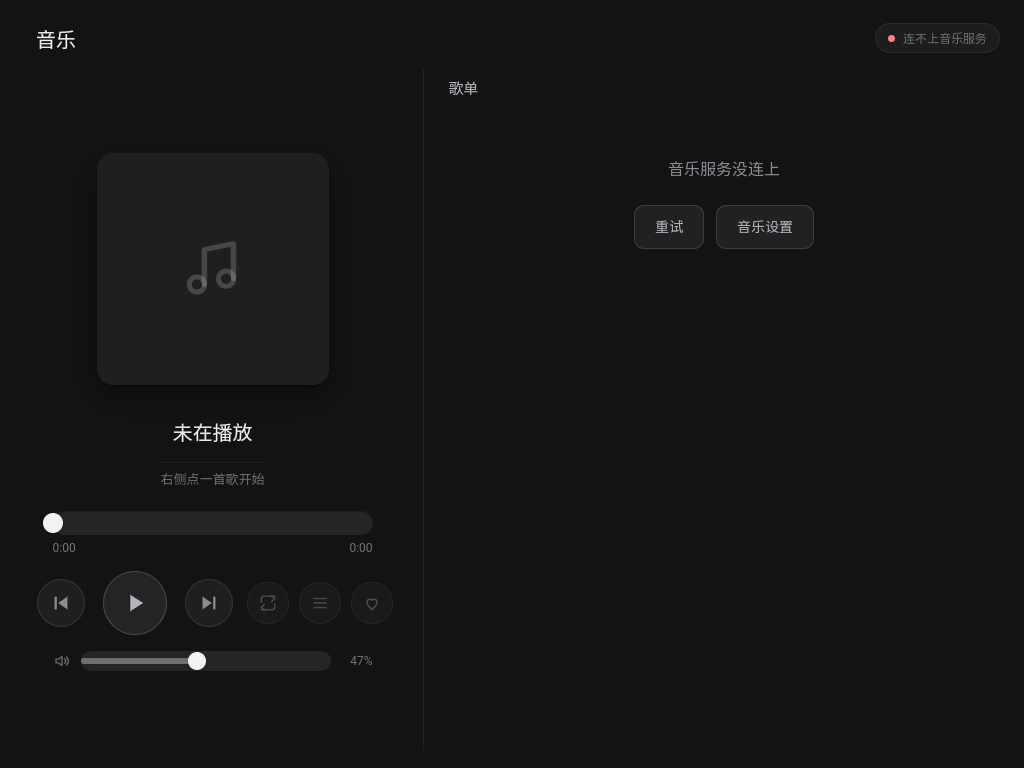 音乐
连不上音乐服务
歌单
音乐服务没连上
重试
音乐设置
未在播放
右侧点一首歌开始
0:00
0:00
47%